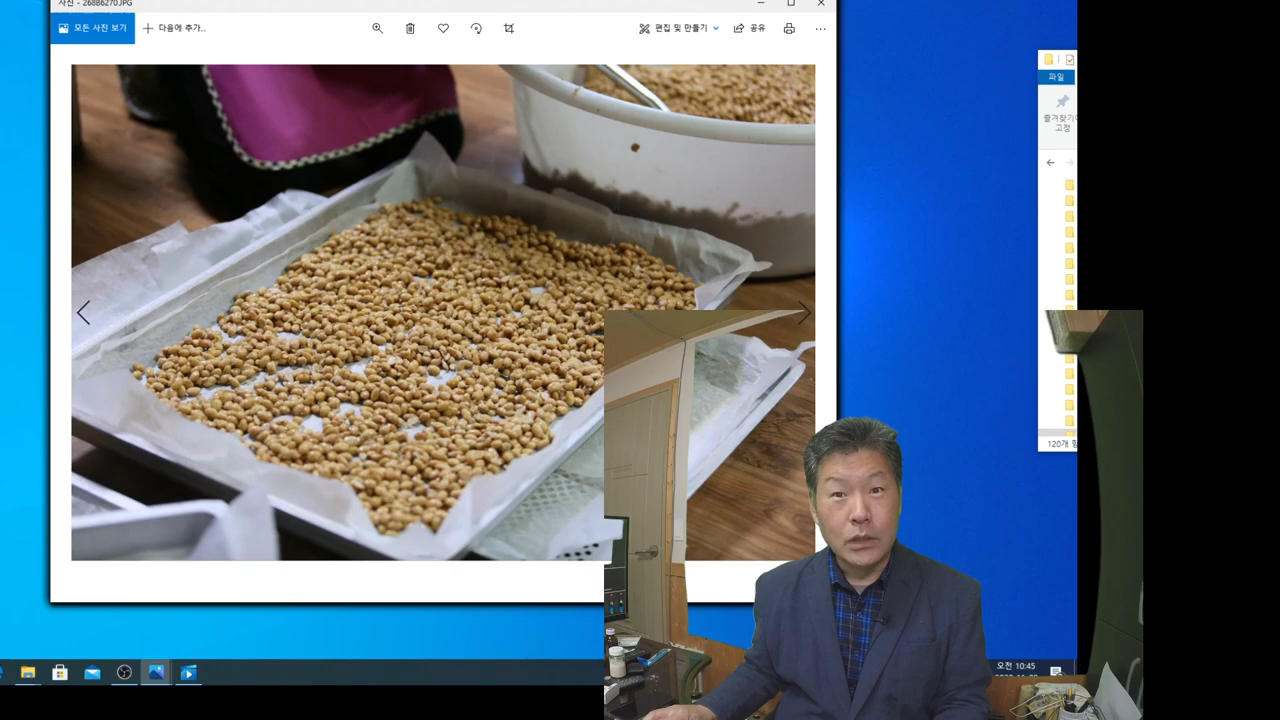 사진 - 268B6270.JPG
모든 사진 보기
다음에 추가...
편집 및 만들기
공유
파일
즐겨찾기에
고정
120개 항
오전 10:45